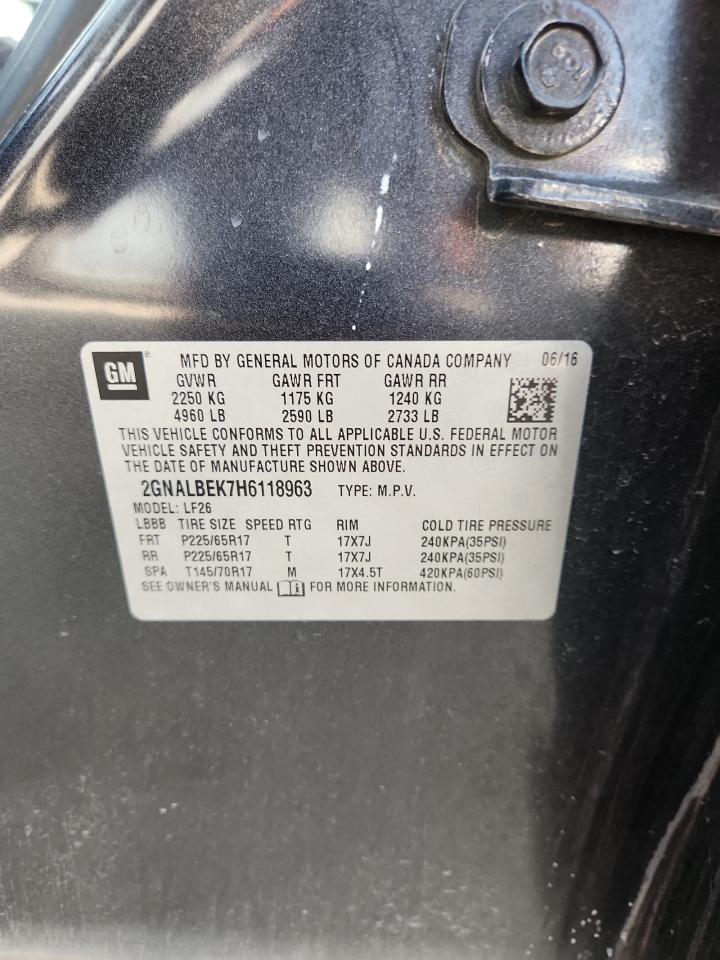 GM ® MFD BY GENERAL MOTORS OF CANADA COMPANY 06/16
GVWR GAWR FRT GAWR RR
2250 KG 1175 KG 1240 KG
4960 LB 2590 LB 2733 LB
THIS VEHICLE CONFORMS TO ALL APPLICABLE U.S. FEDERAL MOTOR
VEHICLE SAFETY AND THEFT PREVENTION STANDARDS IN EFFECT ON
THE DATE OF MANUFACTURE SHOWN ABOVE.
2GNALBEK7H6118963 TYPE: M.P.V.
MODEL: LF26
LBBB TIRE SIZE SPEED RTG RIM COLD TIRE PRESSURE
FRT P225/65R17 T 17X7J 240KPA(35PSI)
RR P225/65R17 T 17X7J 240KPA(35PSI)
SPA T145/70R17 M 17X4.5T 420KPA(60PSI)
SEE OWNER'S MANUAL FOR MORE INFORMATION.